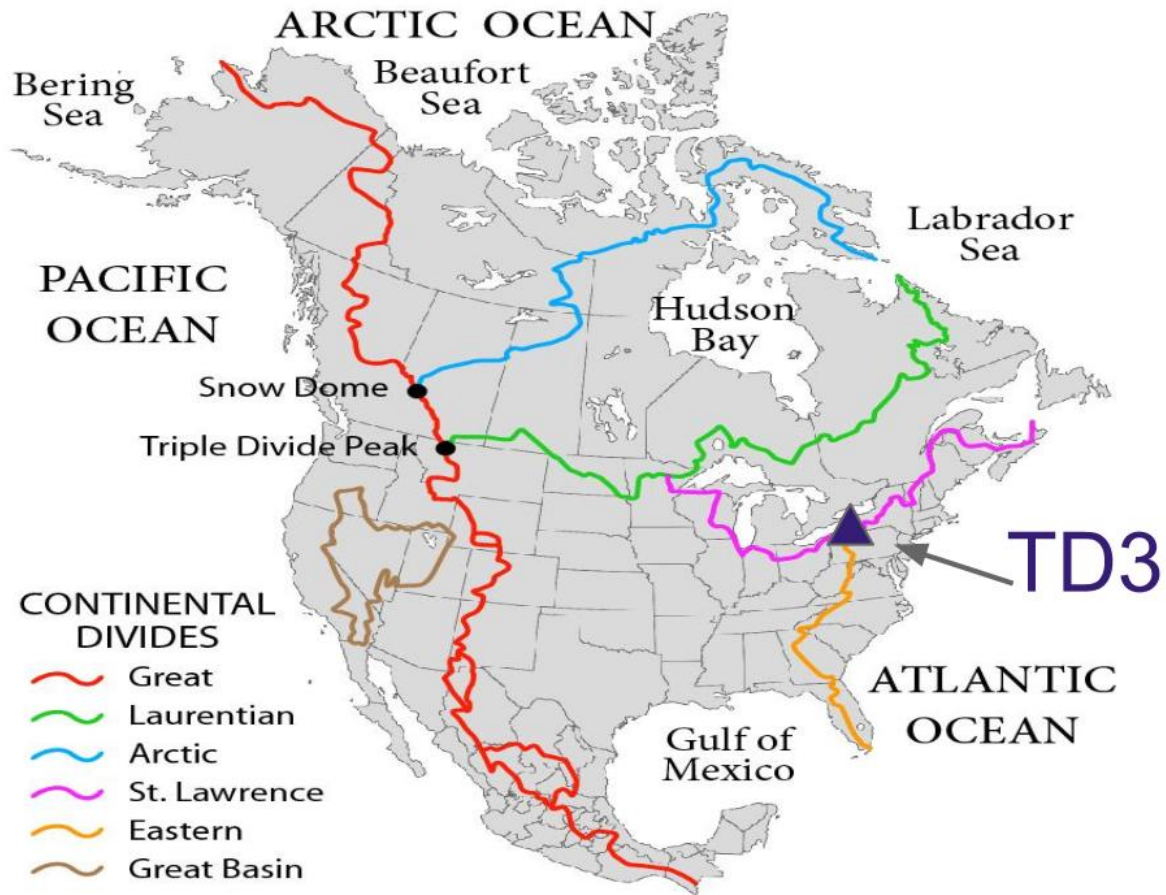 ARCTIC OCEAN
Bering
Sea
Beaufort
Sea
Labrador
Sea
PACIFIC
OCEAN
Hudson
Bay
Snow Dome
Triple Divide Peak
TD3
CONTINENTAL
DIVIDES
Great
Laurentian
Arctic
St. Lawrence
Eastern
Great Basin
Gulf of
Mexico
ATLANTIC
OCEAN